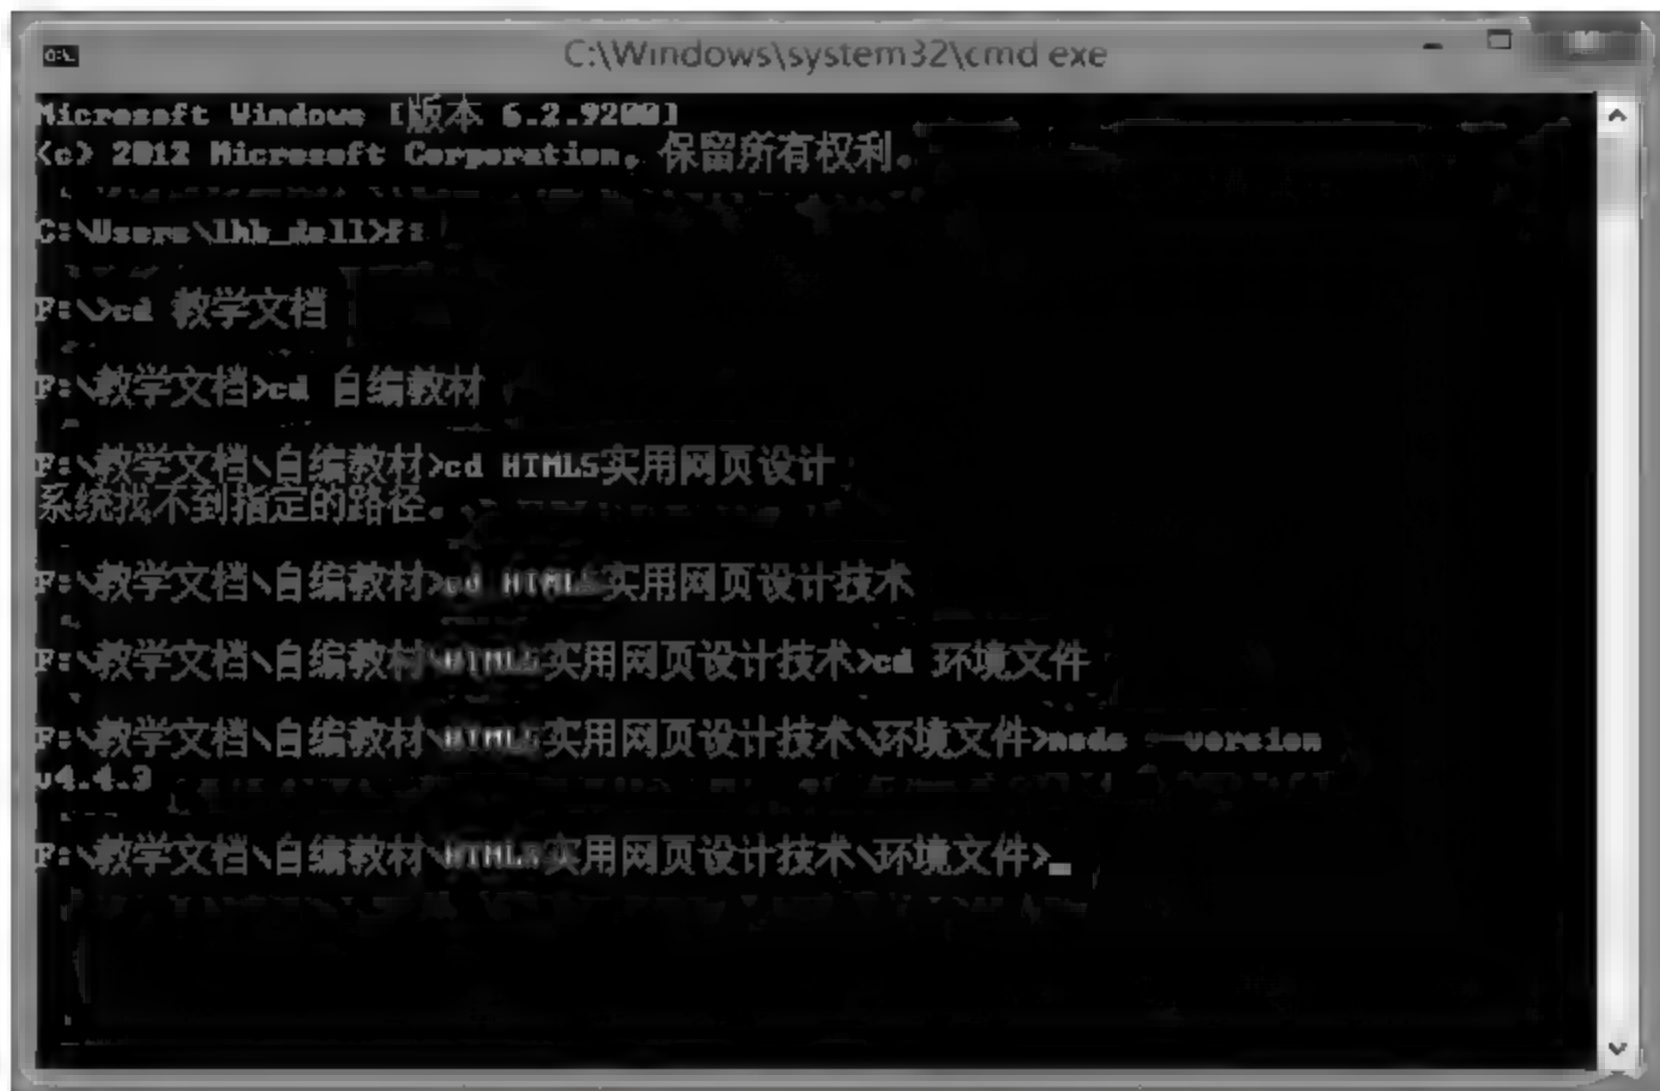 C:\Windows\system32\cmd exe
Microsoft Windows [版本 6.2.9200]
(c) 2012 Microsoft Corporation。保留所有权利。
C:\Users\lhb_dell>f:
F:\>cd 教学文档
F:\教学文档>cd 自编教材
F:\教学文档\自编教材>cd HTML5实用网页设计
系统找不到指定的路径。
F:\教学文档\自编教材>cd HTML5实用网页设计技术
F:\教学文档\自编教材\HTML5实用网页设计技术>cd 环境文件
F:\教学文档\自编教材\HTML5实用网页设计技术\环境文件>node --version
v4.4.3
F:\教学文档\自编教材\HTML5实用网页设计技术\环境文件>_